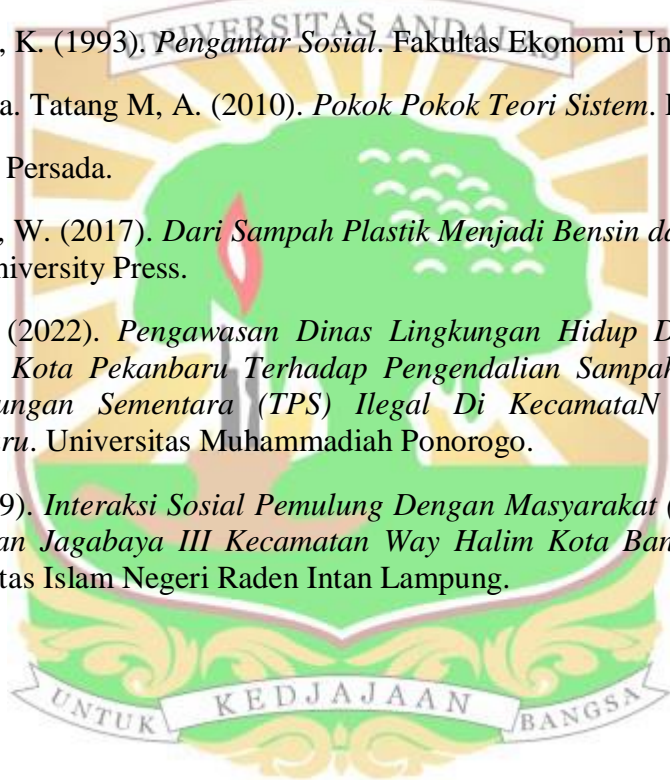 UNIVERSITAS ANDALAS
, K. (1993). Pengantar Sosial. Fakultas Ekonomi Un
a. Tatang M, A. (2010). Pokok Pokok Teori Sistem.
Persada.
, W. (2017). Dari Sampah Plastik Menjadi Bensin da
niversity Press.
(2022). Pengawasan Dinas Lingkungan Hidup D
Kota Pekanbaru Terhadap Pengendalian Sampah
ungan Sementara (TPS) Ilegal Di KecamataN
ru. Universitas Muhammadiah Ponorogo.
9). Interaksi Sosial Pemulung Dengan Masyarakat (
an Jagabaya III Kecamatan Way Halim Kota Ban
tas Islam Negeri Raden Intan Lampung.
UNTUK KEDJAJAAN BANGSA